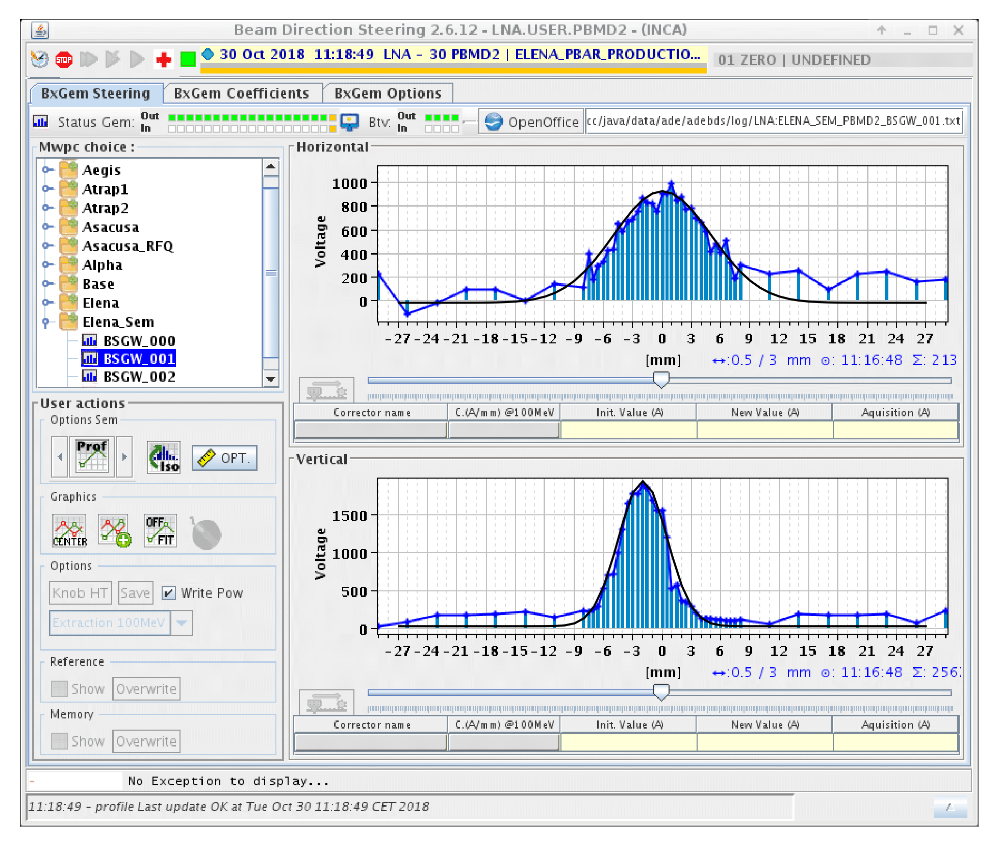 Beam Direction Steering 2.6.12 - LNA.USER.PBMD2 - (INCA)
STOP
30 Oct 2018 11:18:49 LNA - 30 PBMD2 | ELENA_PBAR_PRODUCTIO...
01 ZERO | UNDEFINED
BxGem Steering
BxGem Coefficients
BxGem Options
Status Gem:
Out
In
Btv:
Out
In
OpenOffice
cc/java/data/ade/adebds/log/LNA:ELENA_SEM_PBMD2_BSGW_001.txt
Mwpc choice :
Aegis
Atrap1
Atrap2
Asacusa
Asacusa_RFQ
Alpha
Base
Elena
Elena_Sem
BSGW_000
BSGW_001
BSGW_002
User actions
Options Sem
Prof
Iso
OPT.
Graphics
CENTER
OFF
FIT
Options
Knob HT
Save
Write Pow
Extraction 100MeV
Reference
Show
Overwrite
Memory
Show
Overwrite
Horizontal
Voltage
1000
800
600
400
200
0
-27 -24 -21 -18 -15 -12 -9 -6 -3 0 3 6 9 12 15 18 21 24 27
[mm]
↔:0.5 / 3 mm ⊙: 11:16:48 Σ: 213
Corrector name
C.(A/mm) @100MeV
Init. Value (A)
New Value (A)
Aquisition (A)
Vertical
Voltage
1500
1000
500
0
-27 -24 -21 -18 -15 -12 -9 -6 -3 0 3 6 9 12 15 18 21 24 27
[mm]
↔:0.5 / 3 mm ⊙: 11:16:48 Σ: 256
Corrector name
C.(A/mm) @100MeV
Init. Value (A)
New Value (A)
Aquisition (A)
- No Exception to display...
11:18:49 - profile Last update OK at Tue Oct 30 11:18:49 CET 2018